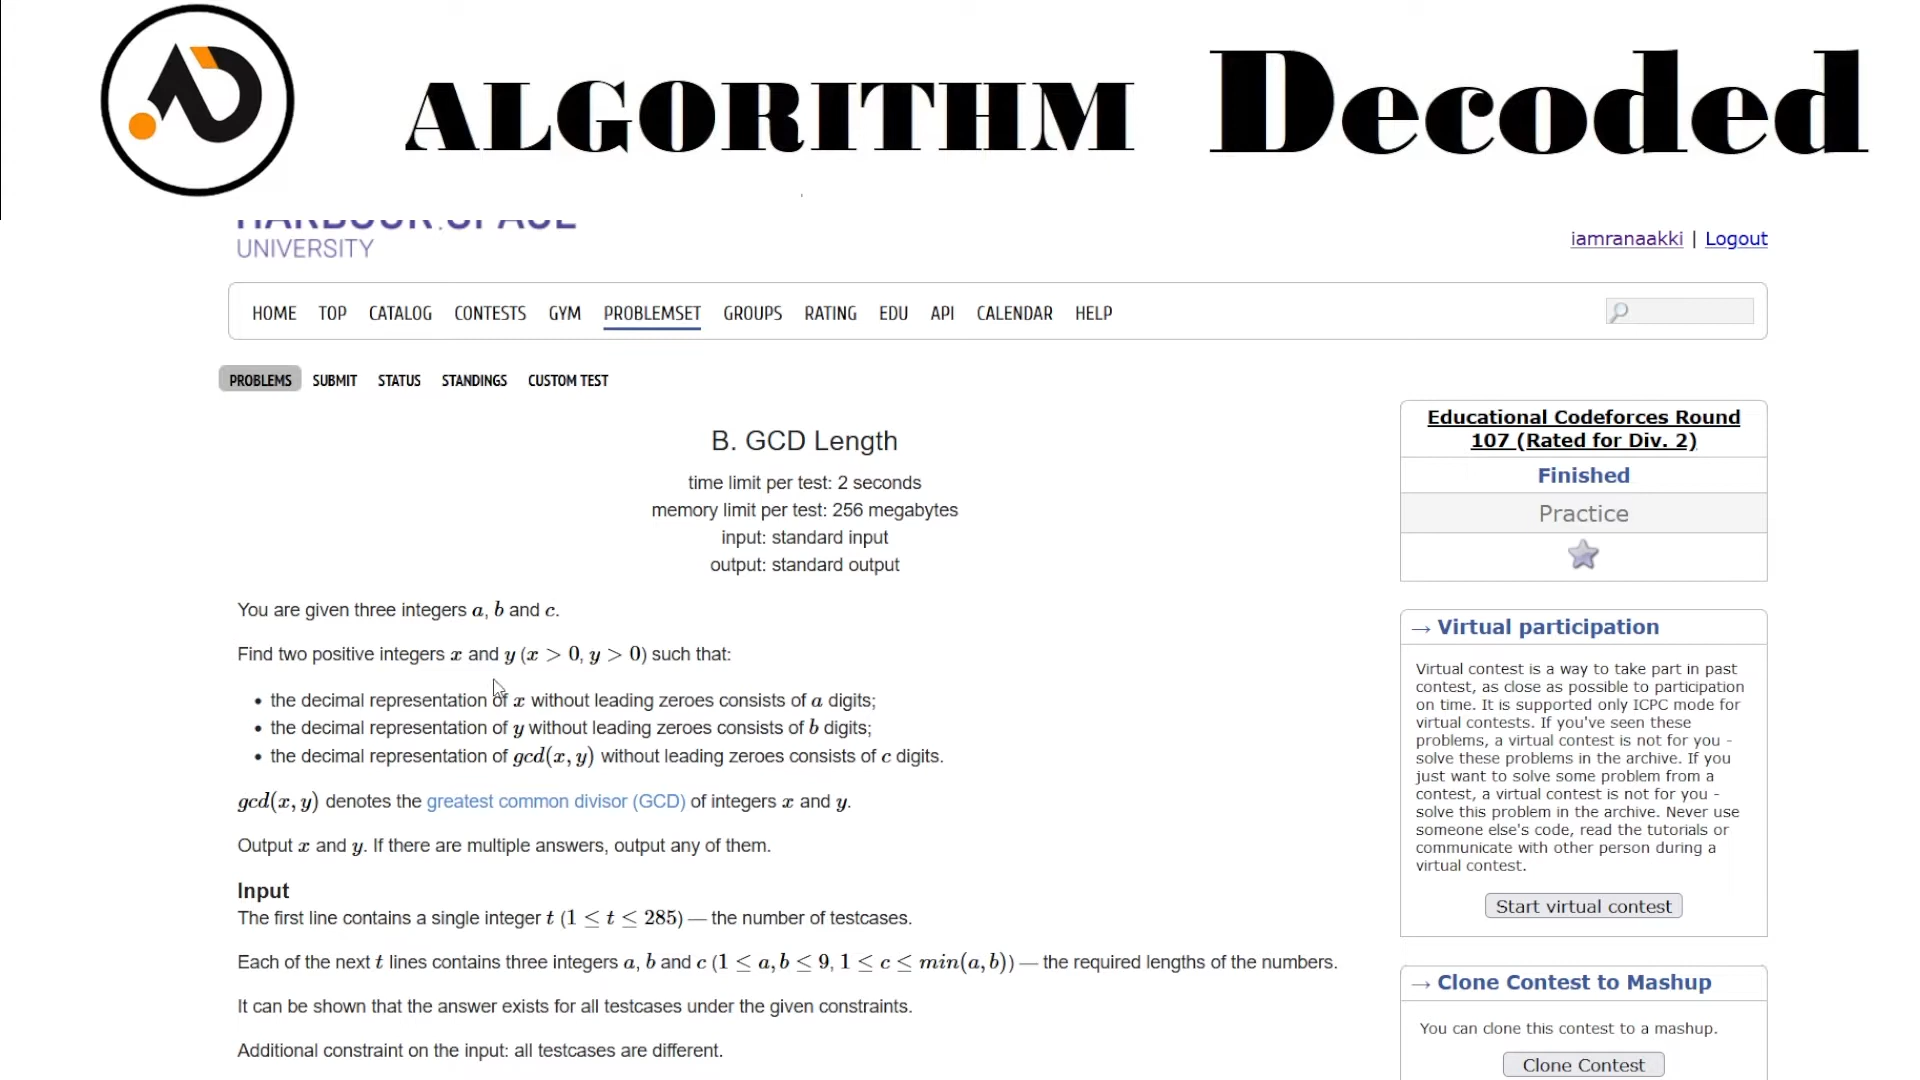 ALGORITHM Decoded
HARBOUR.SPACE
UNIVERSITY
iamranaakki | Logout
HOME TOP CATALOG CONTESTS GYM PROBLEMSET GROUPS RATING EDU API CALENDAR HELP
PROBLEMS SUBMIT STATUS STANDINGS CUSTOM TEST
B. GCD Length
time limit per test: 2 seconds
memory limit per test: 256 megabytes
input: standard input
output: standard output
You are given three integers a, b and c.
Find two positive integers x and y (x > 0, y > 0) such that:
• the decimal representation of x without leading zeroes consists of a digits;
• the decimal representation of y without leading zeroes consists of b digits;
• the decimal representation of gcd(x, y) without leading zeroes consists of c digits.
gcd(x, y) denotes the greatest common divisor (GCD) of integers x and y.
Output x and y. If there are multiple answers, output any of them.
Input
The first line contains a single integer t (1 ≤ t ≤ 285) — the number of testcases.
Each of the next t lines contains three integers a, b and c (1 ≤ a, b ≤ 9, 1 ≤ c ≤ min(a, b)) — the required lengths of the numbers.
It can be shown that the answer exists for all testcases under the given constraints.
Additional constraint on the input: all testcases are different.
Educational Codeforces Round
107 (Rated for Div. 2)
Finished
Practice
→ Virtual participation
Virtual contest is a way to take part in past
contest, as close as possible to participation
on time. It is supported only ICPC mode for
virtual contests. If you've seen these
problems, a virtual contest is not for you -
solve these problems in the archive. If you
just want to solve some problem from a
contest, a virtual contest is not for you -
solve this problem in the archive. Never use
someone else's code, read the tutorials or
communicate with other person during a
virtual contest.
Start virtual contest
→ Clone Contest to Mashup
You can clone this contest to a mashup.
Clone Contest